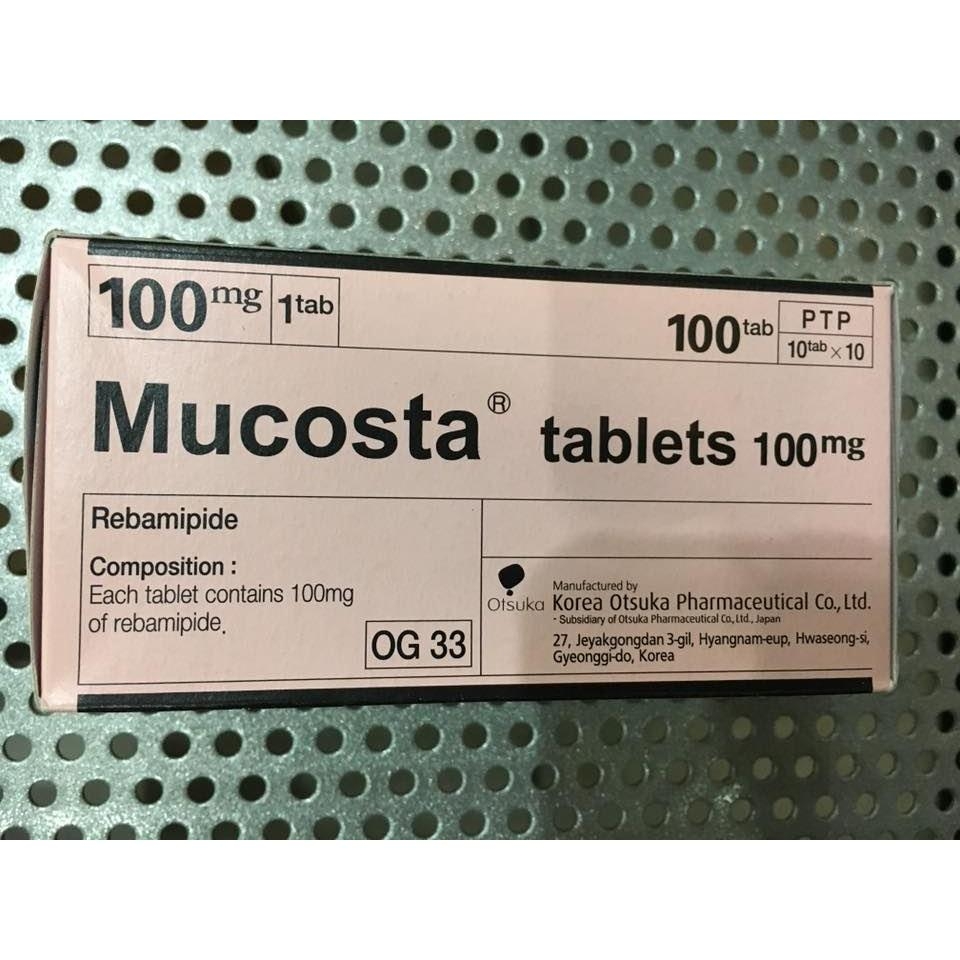 100mg 1tab
100tab PTP
10tab x 10
Mucosta® tablets 100mg
Rebamipide
Composition :
Each tablet contains 100mg
of rebamipide.
OG 33
Otsuka
Manufactured by
Korea Otsuka Pharmaceutical Co., Ltd.
- Subsidiary of Otsuka Pharmaceutical Co., Ltd., Japan
27, Jeyakgongdan 3-gil, Hyangnam-eup, Hwaseong-si,
Gyeonggi-do, Korea